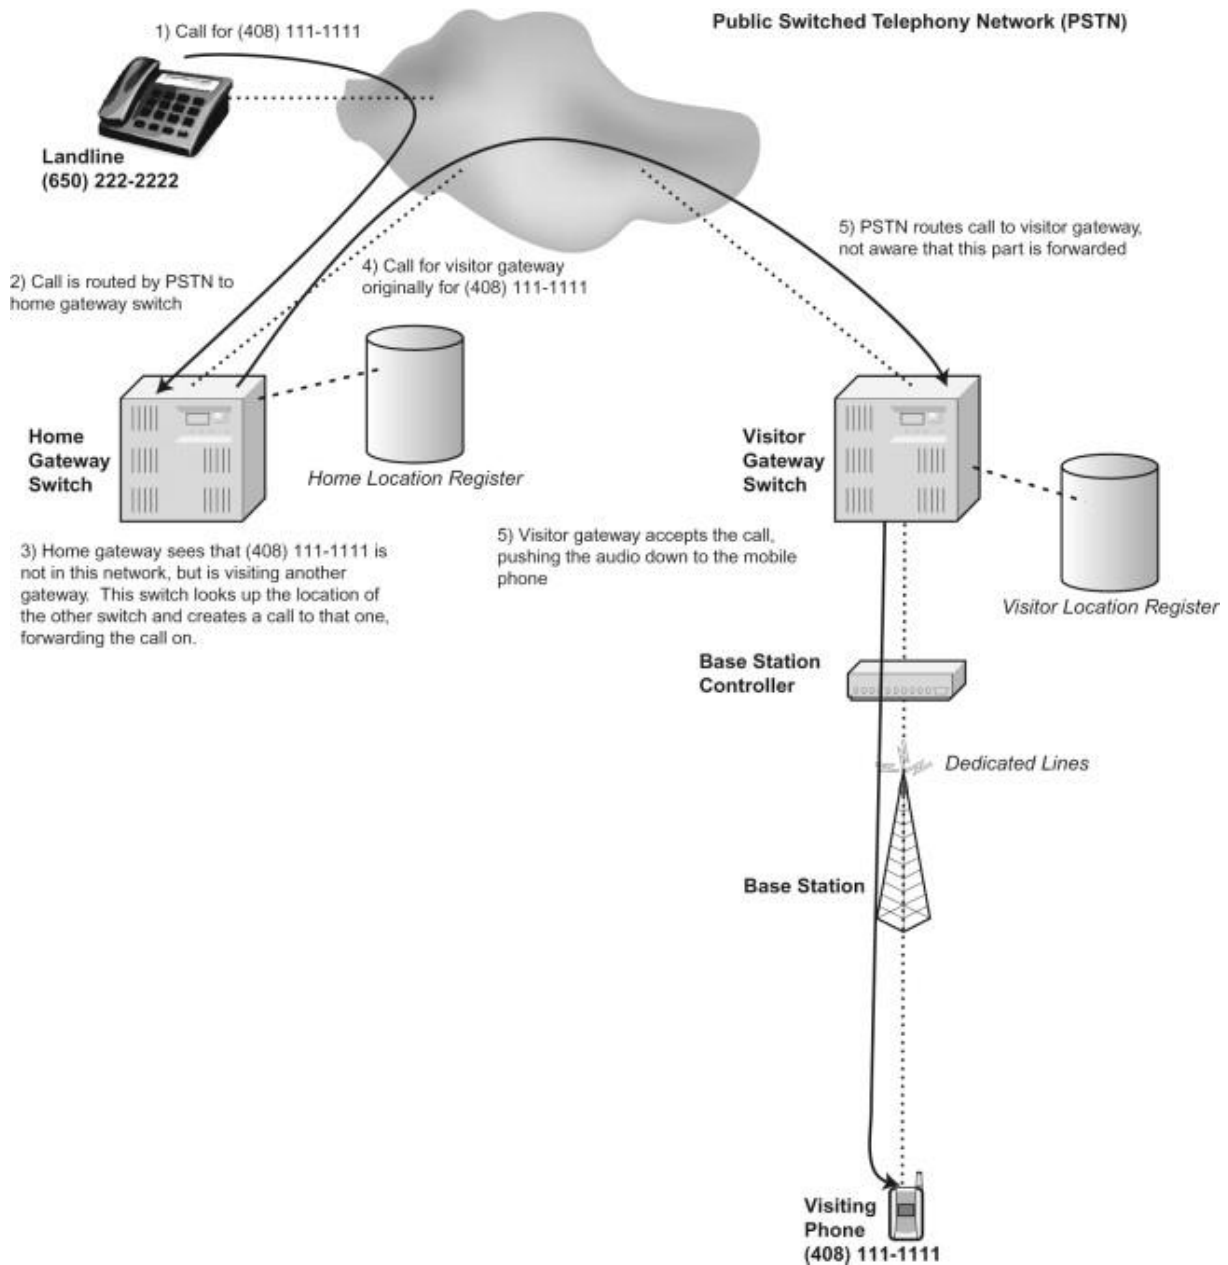 Public Switched Telephony Network (PSTN)
1) Call for (408) 111-1111
Landline
(650) 222-2222
5) PSTN routes call to visitor gateway,
not aware that this part is forwarded
4) Call for visitor gateway
originally for (408) 111-1111
2) Call is routed by PSTN to
home gateway switch
Home
Gateway
Switch
Home Location Register
Visitor
Gateway
Switch
Visitor Location Register
3) Home gateway sees that (408) 111-1111 is
not in this network, but is visiting another
gateway.  This switch looks up the location of
the other switch and creates a call to that one,
forwarding the call on.
5) Visitor gateway accepts the call,
pushing the audio down to the mobile
phone
Base Station
Controller
Dedicated Lines
Base Station
Visiting
Phone
(408) 111-1111